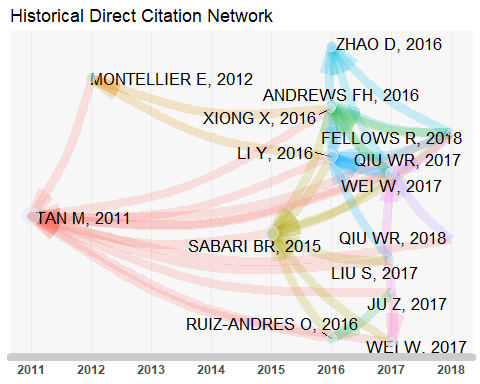 Historical Direct Citation Network
ZHAO D, 2016
MONTELLIER E, 2012
ANDREWS FH, 2016
XIONG X, 2016
FELLOWS R, 2018
LI Y, 2016
QIU WR, 2017
WEI W, 2017
TAN M, 2011
QIU WR, 2018
SABARI BR, 2015
LIU S, 2017
JU Z, 2017
RUIZ-ANDRES O, 2016
WEI W, 2017
2011 2012 2013 2014 2015 2016 2017 2018